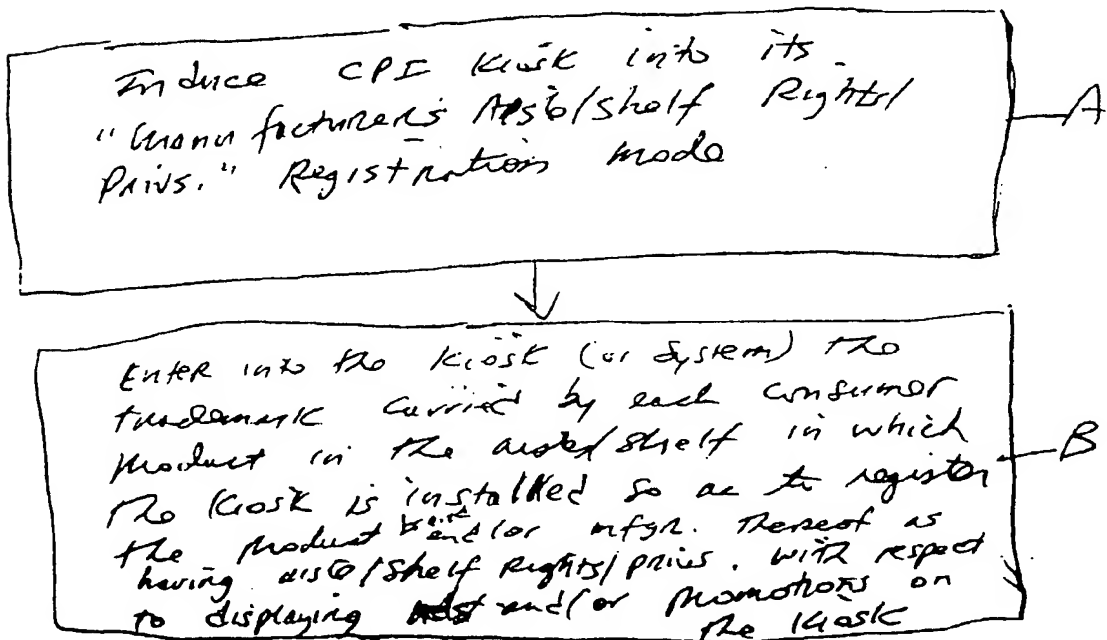 Induce CPI Kiosk into its
"Manufacturer's Aisle/Shelf Rights/
Privs." Registration mode
A
Enter into the Kiosk (or System) the
trademark carried by each consumer
product in the aisle/shelf in which
the Kiosk is installed so as to register
the product brand and/or mfgr. thereof as
having aisle/shelf Rights/privs. with respect
to displaying and/or promotions on
the Kiosk
B